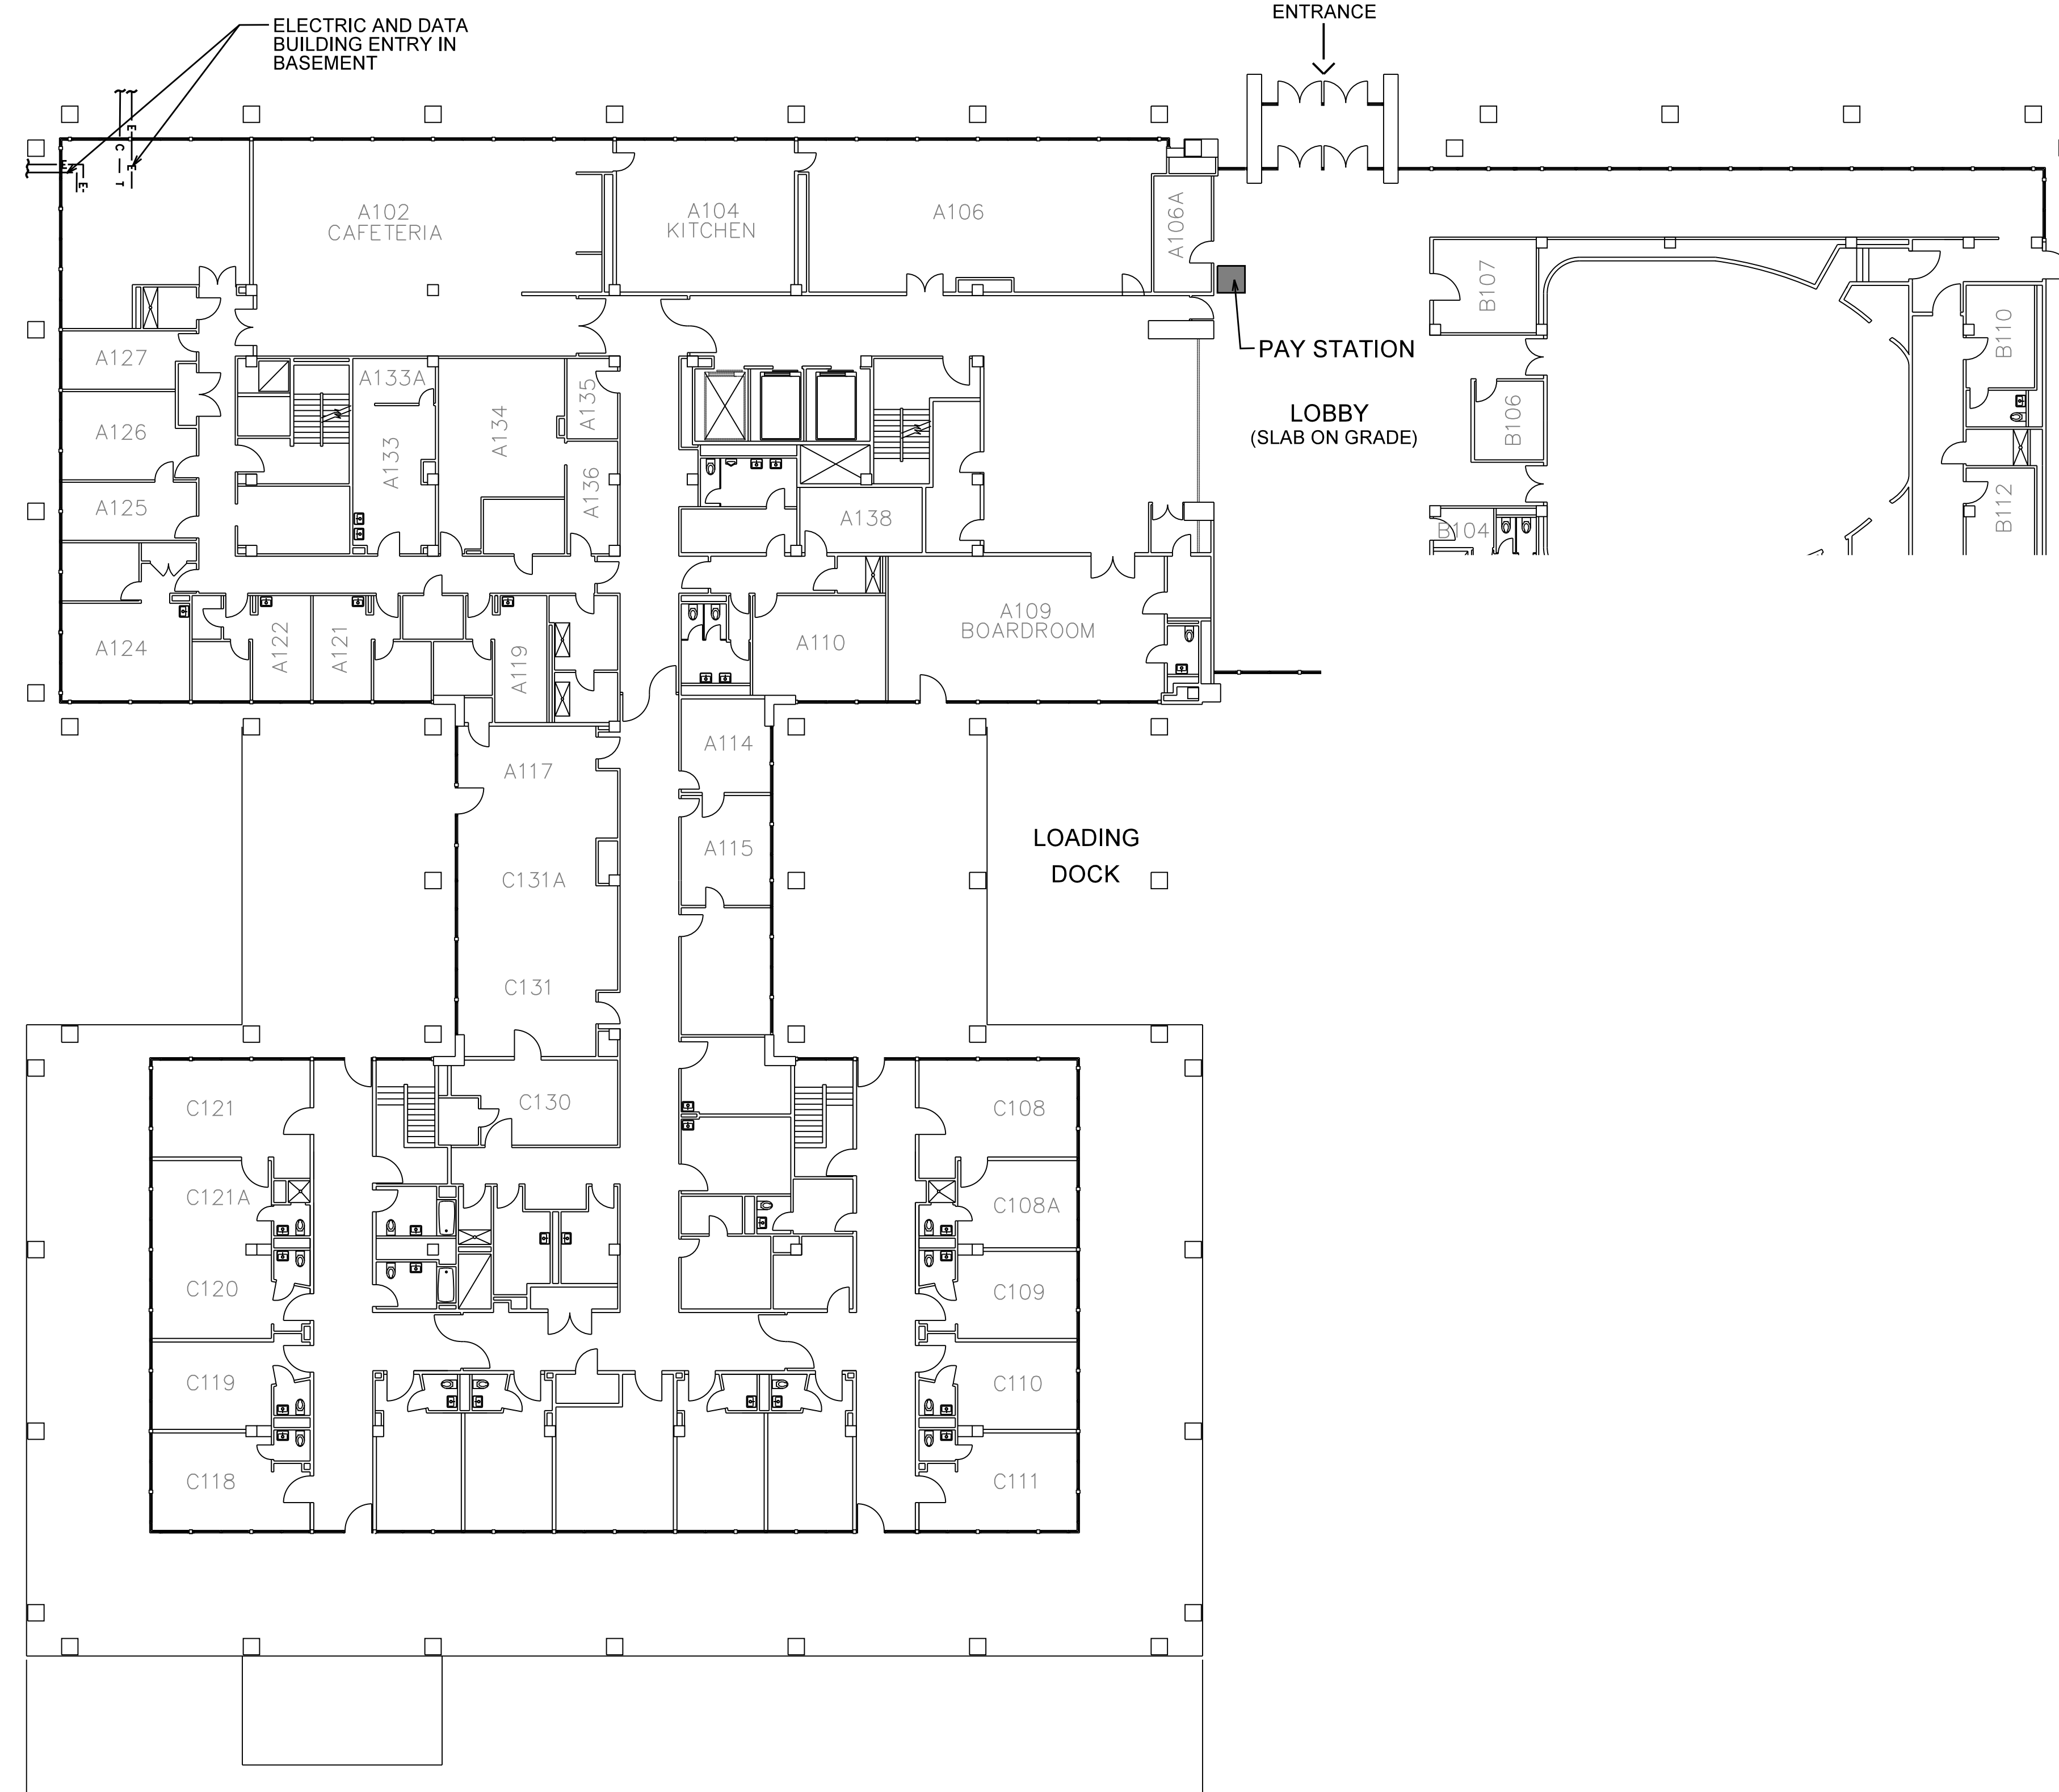 ELECTRIC AND DATA
BUILDING ENTRY IN
BASEMENT
ENTRANCE
E
C
T
E
E
E
A102
CAFETERIA
A104
KITCHEN
A106
A106A
B107
B110
PAY STATION
A127
A133A
A135
A134
LOBBY
(SLAB ON GRADE)
B106
A126
A133
A136
A125
A138
B104
B112
A109
BOARDROOM
A124
A122
A121
A119
A110
A114
A117
A115
LOADING
DOCK
C131A
C131
C130
C121
C108
C121A
C108A
C120
C109
C119
C110
C118
C111